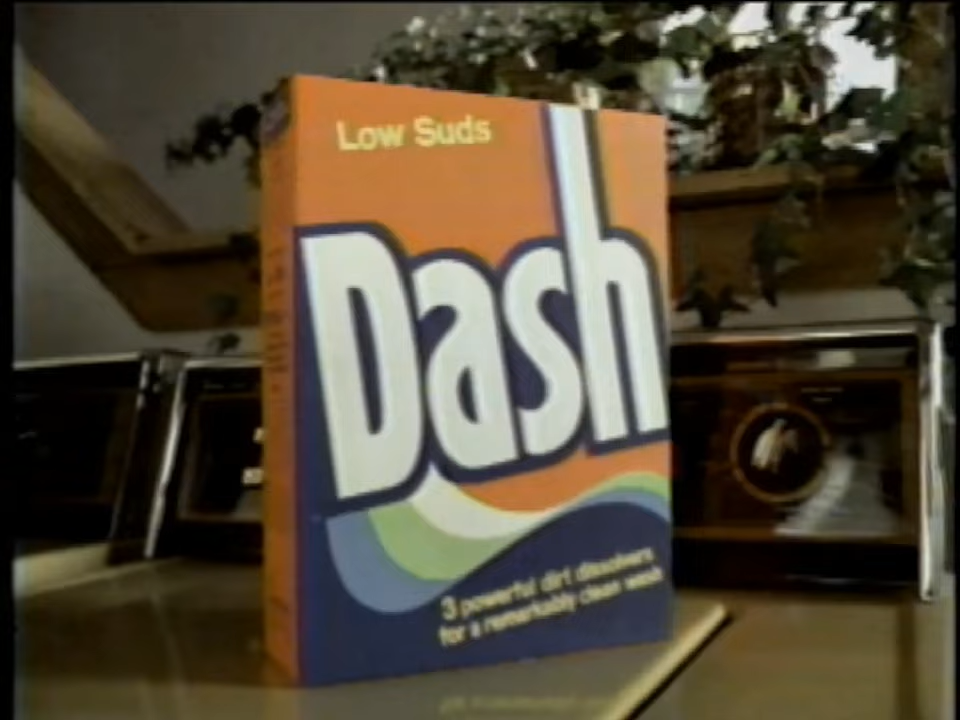 Low Suds
Dash
3 powerful dirt dissolvers
for a remarkably clean wash